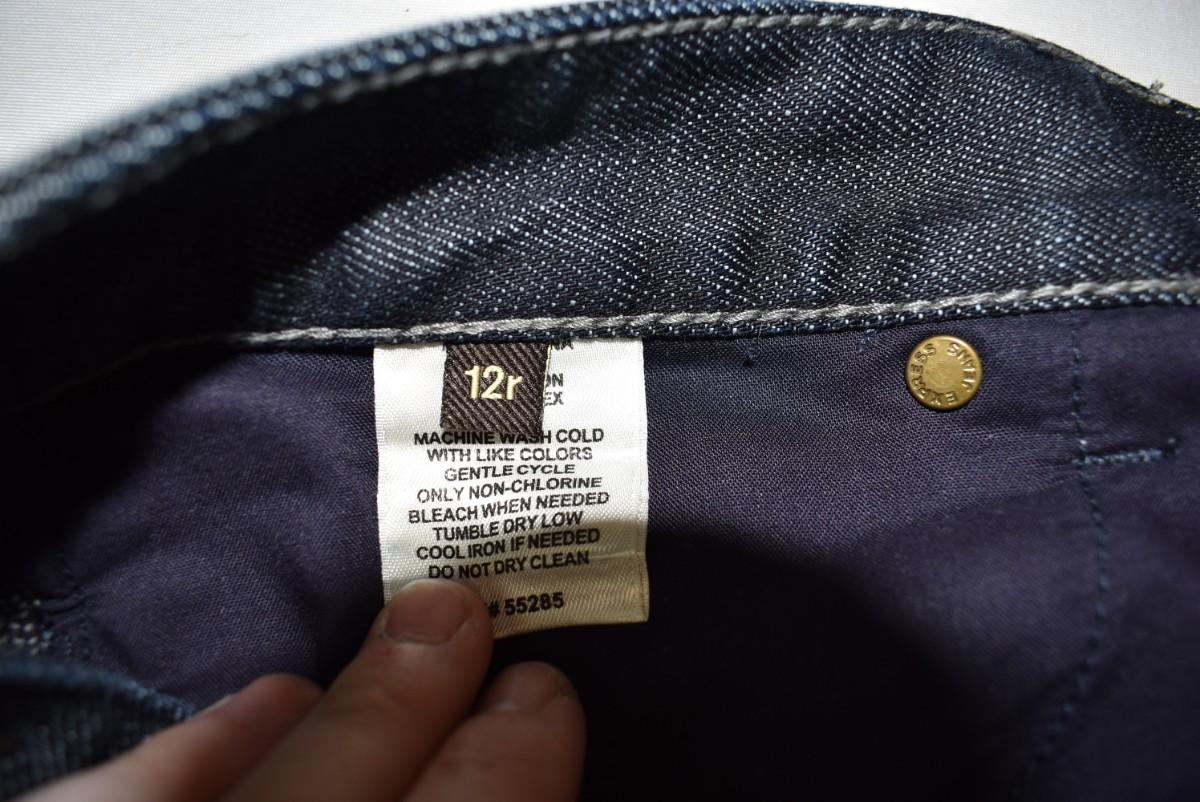 12r
MACHINE WASH COLD
WITH LIKE COLORS
GENTLE CYCLE
ONLY NON-CHLORINE
BLEACH WHEN NEEDED
TUMBLE DRY LOW
COOL IRON IF NEEDED
DO NOT DRY CLEAN
# 55285
EXPRESS JEANS